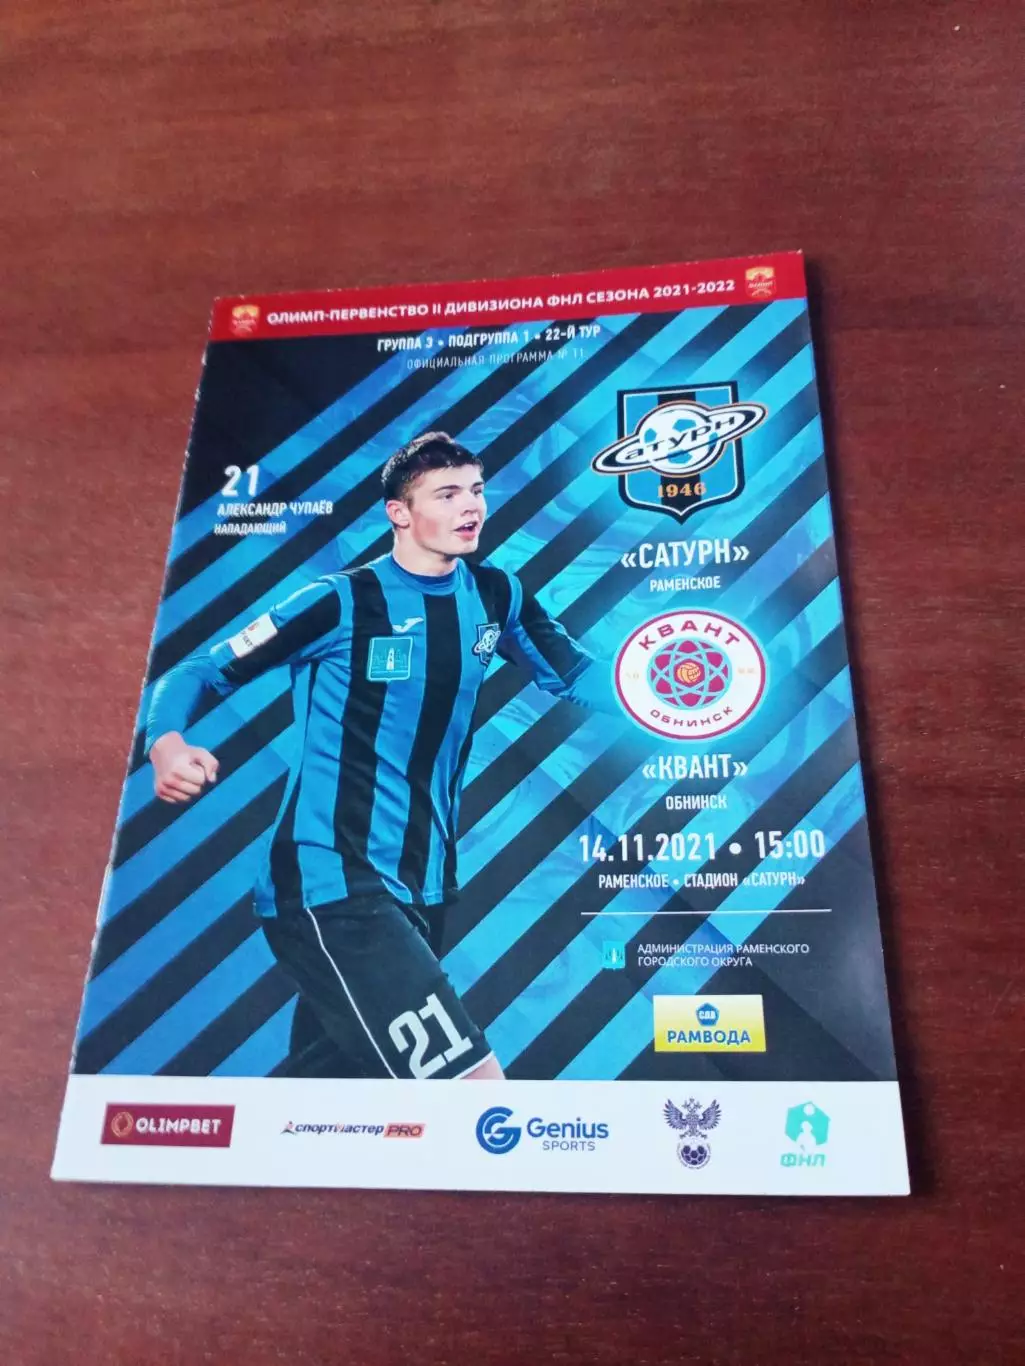 ОЛИМП-ПЕРВЕНСТВО II ДИВИЗИОНА ФНЛ СЕЗОНА 2021-2022
ГРУППА 3 • ПОДГРУППА 1 • 22-Й ТУР
ОФИЦИАЛЬНАЯ ПРОГРАММА № 11
21
АЛЕКСАНДР ЧУПАЁВ
НАПАДАЮЩИЙ
САТУРН
1946
«САТУРН»
РАМЕНСКОЕ
КВАНТ
ОБНИНСК
«КВАНТ»
ОБНИНСК
14.11.2021 • 15:00
РАМЕНСКОЕ • СТАДИОН «САТУРН»
АДМИНИСТРАЦИЯ РАМЕНСКОГО
ГОРОДСКОГО ОКРУГА
РАМВОДА
21
OLIMPBET
СПОРТМАСТЕР PRO
Genius
SPORTS
ФНЛ